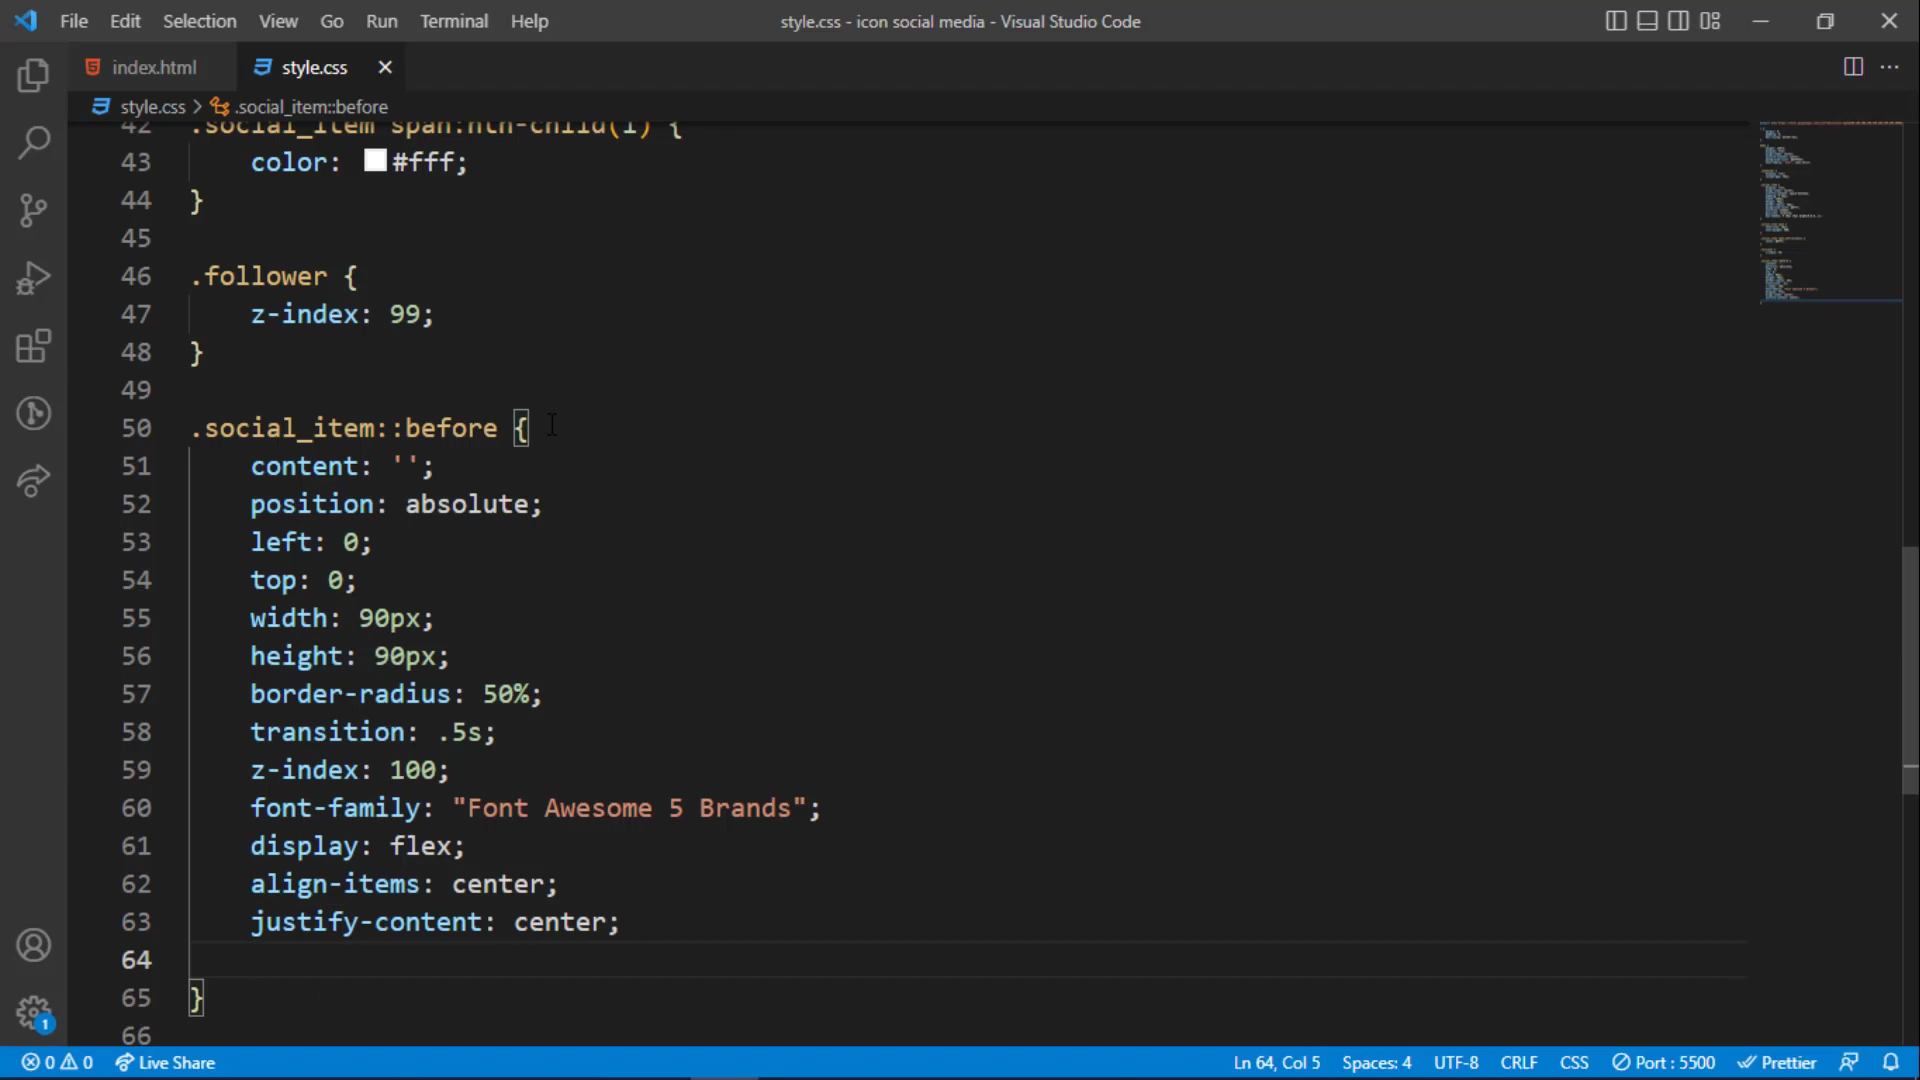 File Edit Selection View Go Run Terminal Help
style.css - icon social media - Visual Studio Code
index.html
style.css
style.css > .social_item::before
42 .social_item span:nth-child(1) {
43 color: #fff;
44 }
45
46 .follower {
47 z-index: 99;
48 }
49
50 .social_item::before {
51 content: '';
52 position: absolute;
53 left: 0;
54 top: 0;
55 width: 90px;
56 height: 90px;
57 border-radius: 50%;
58 transition: .5s;
59 z-index: 100;
60 font-family: "Font Awesome 5 Brands";
61 display: flex;
62 align-items: center;
63 justify-content: center;
64
65 }
66
1
0 0 Live Share
Ln 64, Col 5 Spaces: 4 UTF-8 CRLF CSS Port : 5500 Prettier